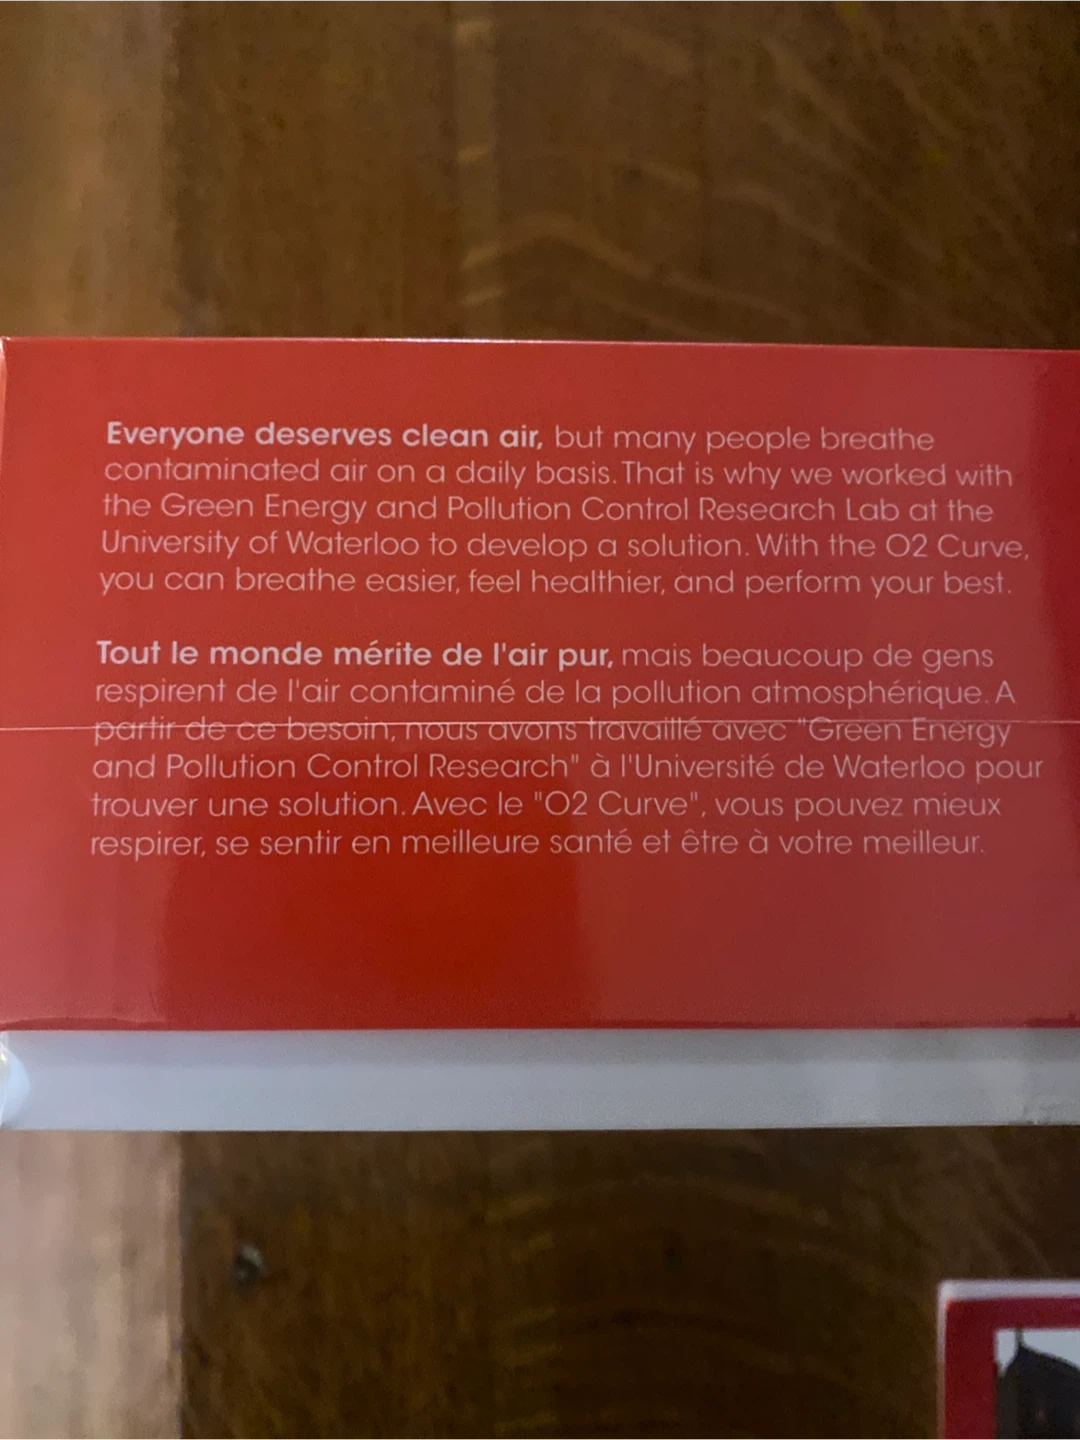 Everyone deserves clean air, but many people breathe
contaminated air on a daily basis. That is why we worked with
the Green Energy and Pollution Control Research Lab at the
University of Waterloo to develop a solution. With the O2 Curve,
you can breathe easier, feel healthier, and perform your best.
Tout le monde mérite de l'air pur, mais beaucoup de gens
respirent de l'air contaminé de la pollution atmosphérique. A
partir de ce besoin, nous avons travaillé avec "Green Energy
and Pollution Control Research" à l'Université de Waterloo pour
trouver une solution. Avec le "O2 Curve", vous pouvez mieux
respirer, se sentir en meilleure santé et être à votre meilleur.